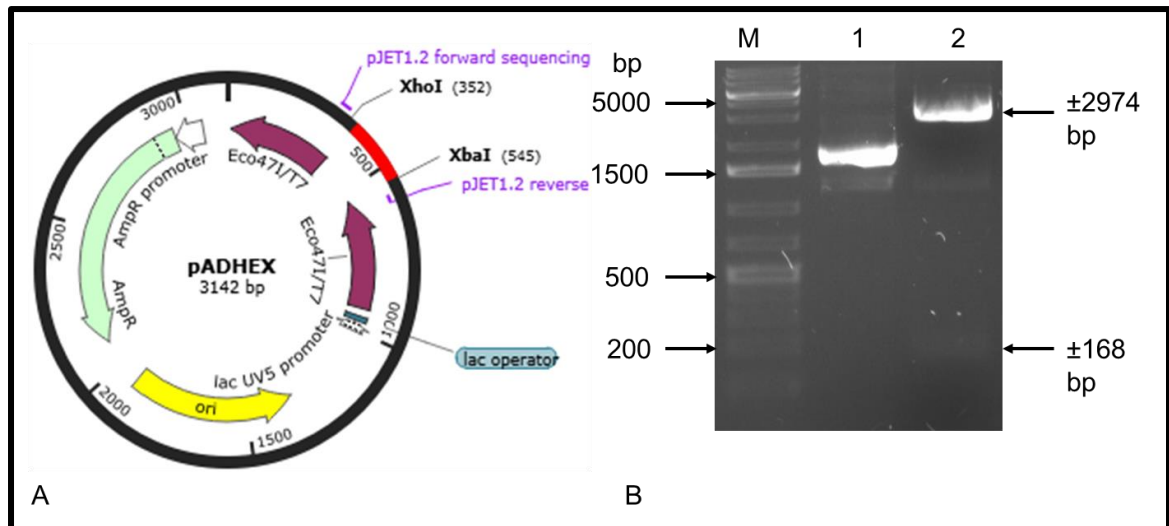 pJET1.2 forward sequencing
XhoI (352)
3000
Eco47I/T7
500
XbaI (545)
pJET1.2 reverse
AmpR promoter
2500
pADHEX
3142 bp
Eco47I/T7
AmpR
1000
lac operator
lac UV5 promoter
2000
ori
1500
A
M 1 2
bp
5000
±2974
bp
1500
500
200
±168
bp
B